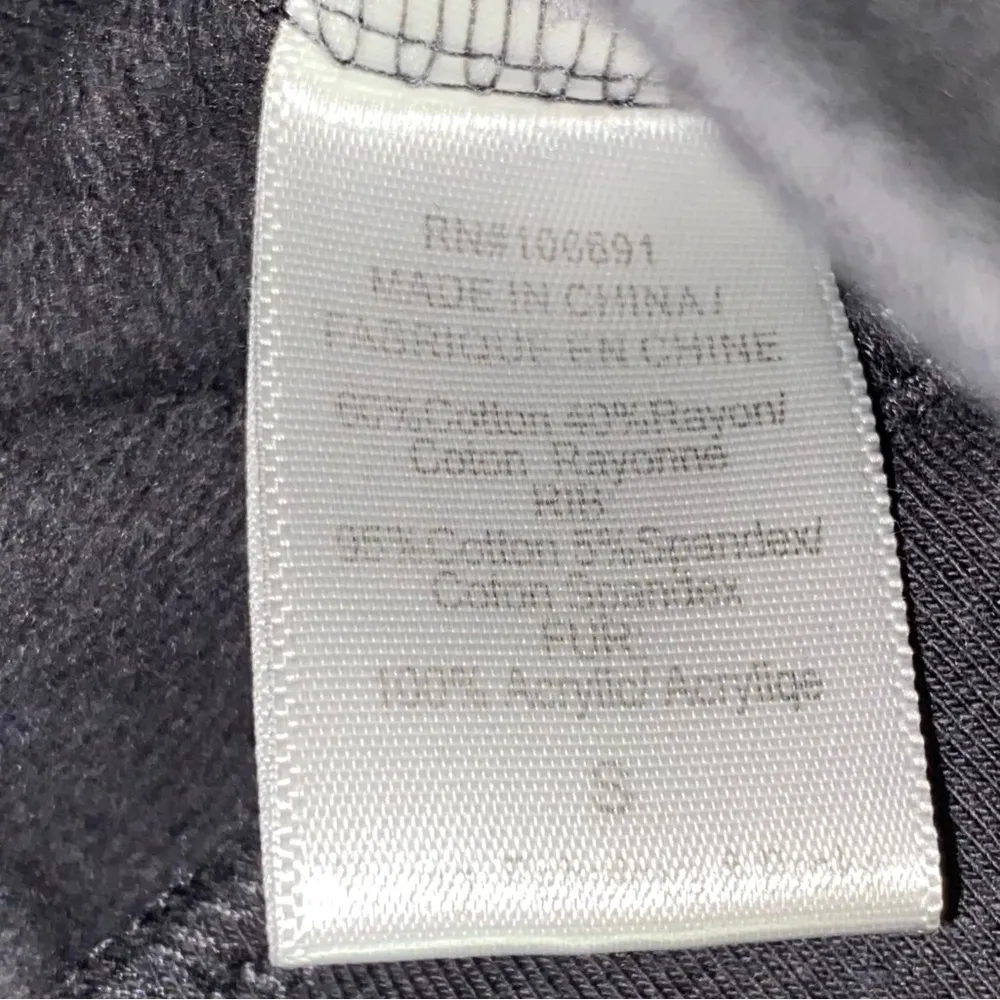 RN#106891
MADE IN CHINA/
FABRIQUE EN CHINE
60%Cotton 40%Rayon/
Coton Rayonne
RIB
95%Cotton 5%Spandex/
Coton Spandex
FUR
100% Acrylic/ Acryliqe
S